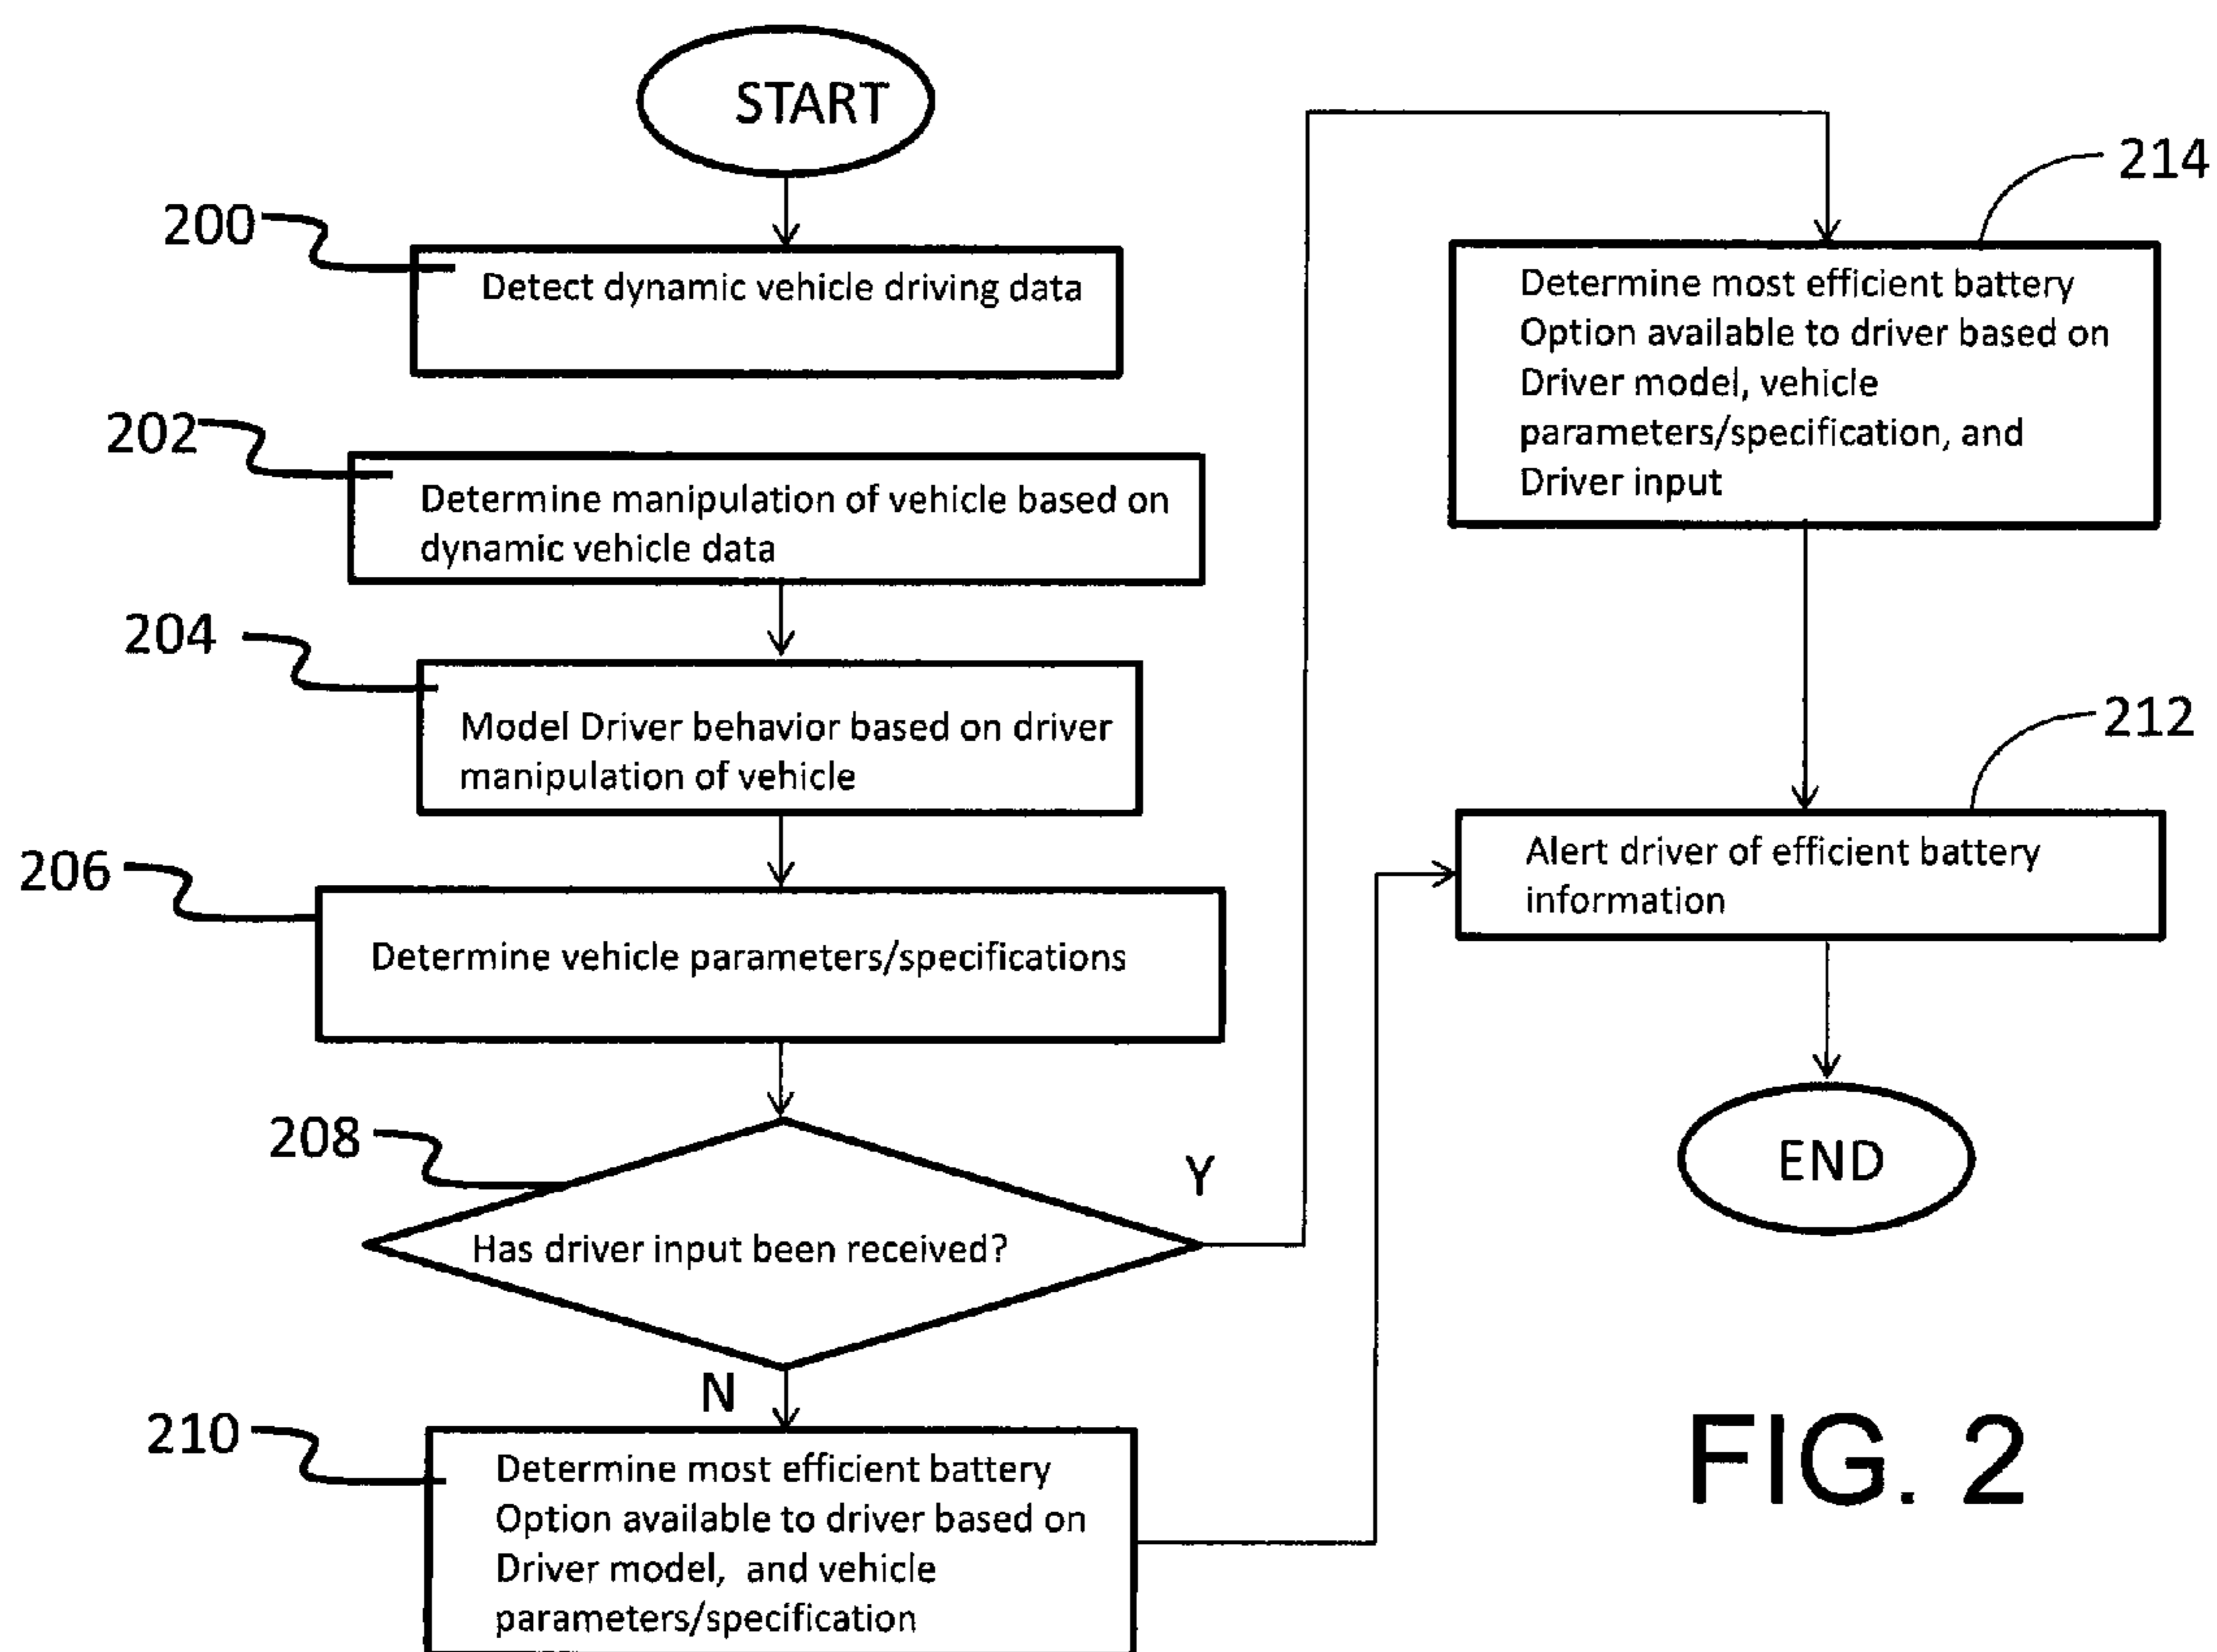 START
200
Detect dynamic vehicle driving data
202
Determine manipulation of vehicle based on
dynamic vehicle data
204
Model Driver behavior based on driver
manipulation of vehicle
206
Determine vehicle parameters/specifications
208
Has driver input been received?
Y
N
210
Determine most efficient battery
Option available to driver based on
Driver model, and vehicle
parameters/specification
214
Determine most efficient battery
Option available to driver based on
Driver model, vehicle
parameters/specification, and
Driver input
212
Alert driver of efficient battery
information
END
FIG. 2